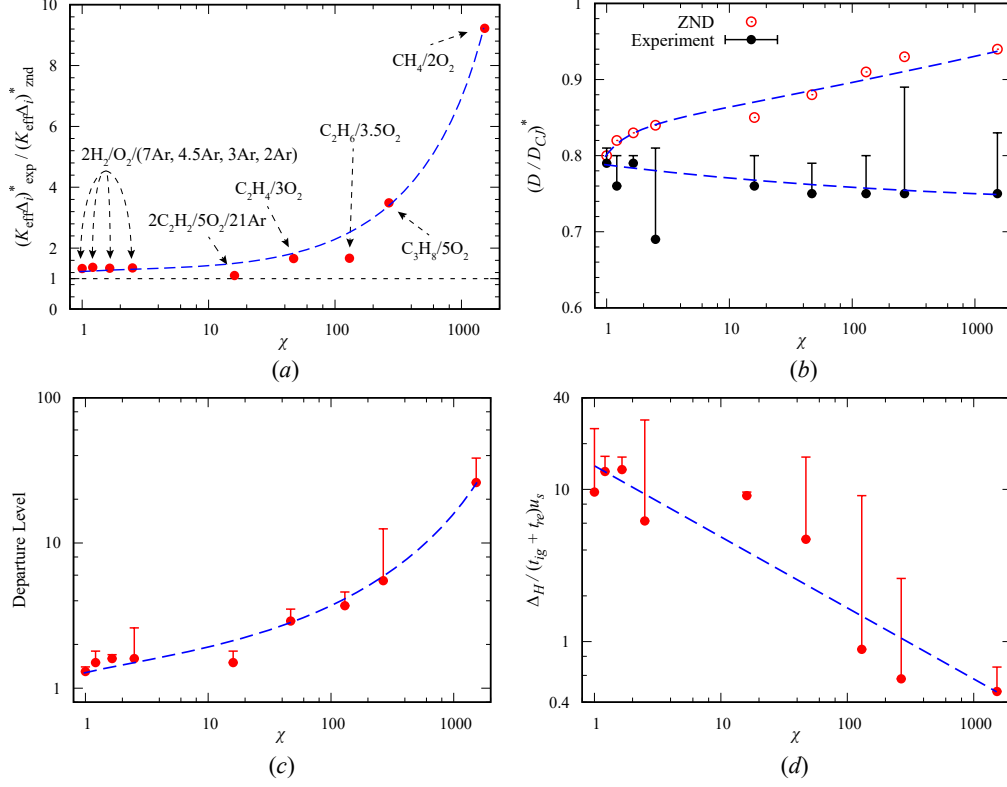 10
9
8
6
4
2
1
0
1
10
100
1000
χ
(K_eff Δ_i)*_exp / (K_eff Δ_i)*_znd
CH4/2O2
C2H6/3.5O2
2H2/O2/(7Ar, 4.5Ar, 3Ar, 2Ar)
C2H4/3O2
2C2H2/5O2/21Ar
C3H8/5O2
(a)
1
0.9
0.8
0.7
0.6
1
10
100
1000
χ
(D / D_CJ)*
ZND
Experiment
(b)
100
10
1
1
10
100
1000
χ
Departure Level
(c)
40
10
1
0.4
1
10
100
1000
χ
Δ_H / (t_ig + t_re)u_s
(d)